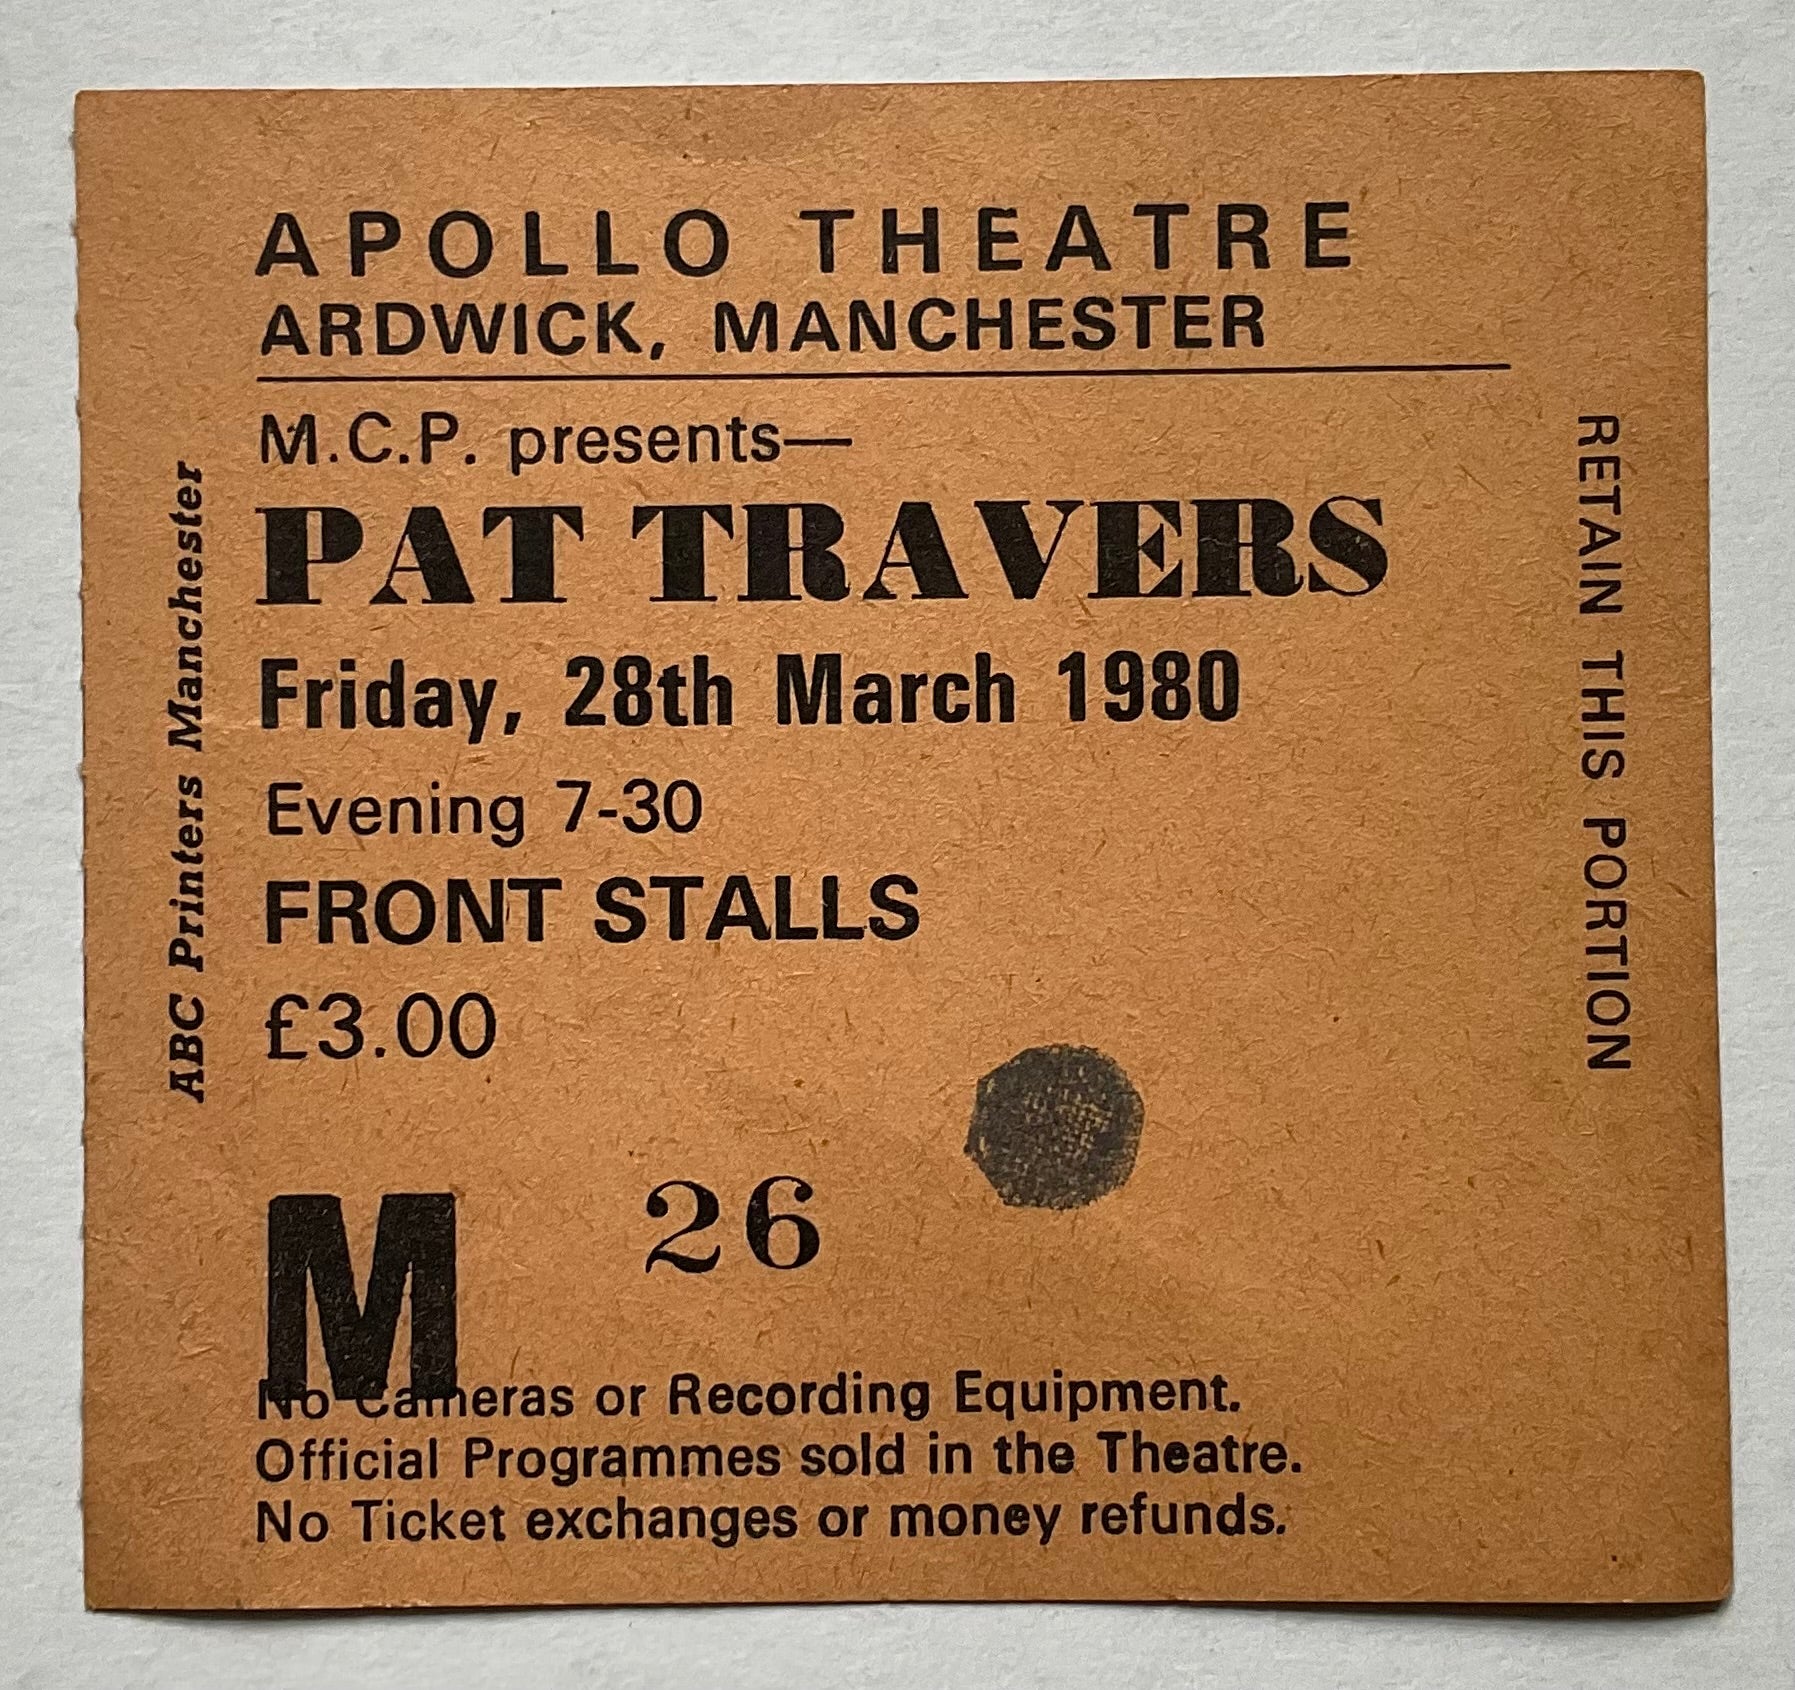 APOLLO THEATRE
ARDWICK, MANCHESTER
M.C.P. presents—
PAT TRAVERS
Friday, 28th March 1980
Evening 7-30
FRONT STALLS
£3.00
M 26
No Cameras or Recording Equipment.
Official Programmes sold in the Theatre.
No Ticket exchanges or money refunds.
ABC Printers Manchester
RETAIN THIS PORTION